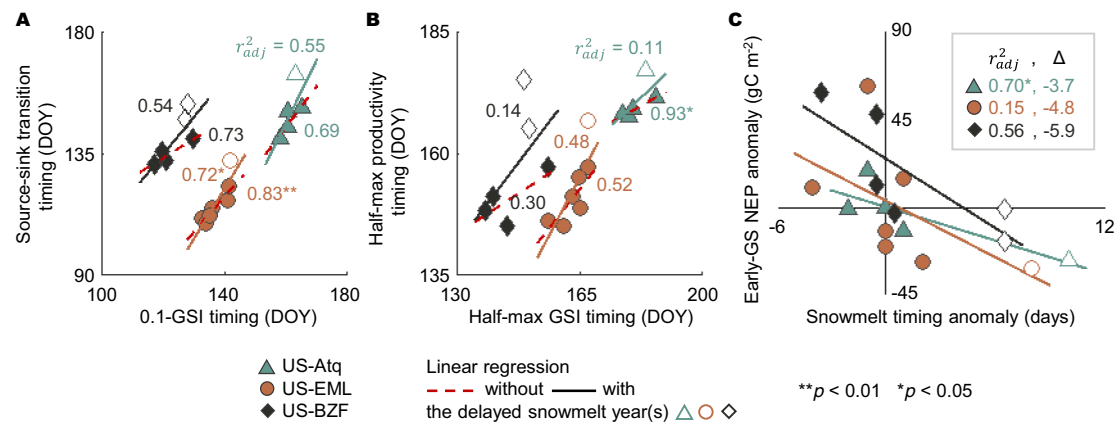 A
Source-sink transition
timing (DOY)
180
135
90
100
140
180
0.1-GSI timing (DOY)
r²adj = 0.55
0.54
0.73
0.69
0.72*
0.83**
B
Half-max productivity
timing (DOY)
185
160
135
130
165
200
Half-max GSI timing (DOY)
r²adj = 0.11
0.14
0.48
0.93*
0.52
0.30
C
Early-GS NEP anomaly (gC m-2)
90
45
-45
-6
12
Snowmelt timing anomaly (days)
r²adj , Δ
0.70*, -3.7
0.15, -4.8
0.56, -5.9
US-Atq
US-EML
US-BZF
Linear regression
without with
the delayed snowmelt year(s)
**p < 0.01 *p < 0.05